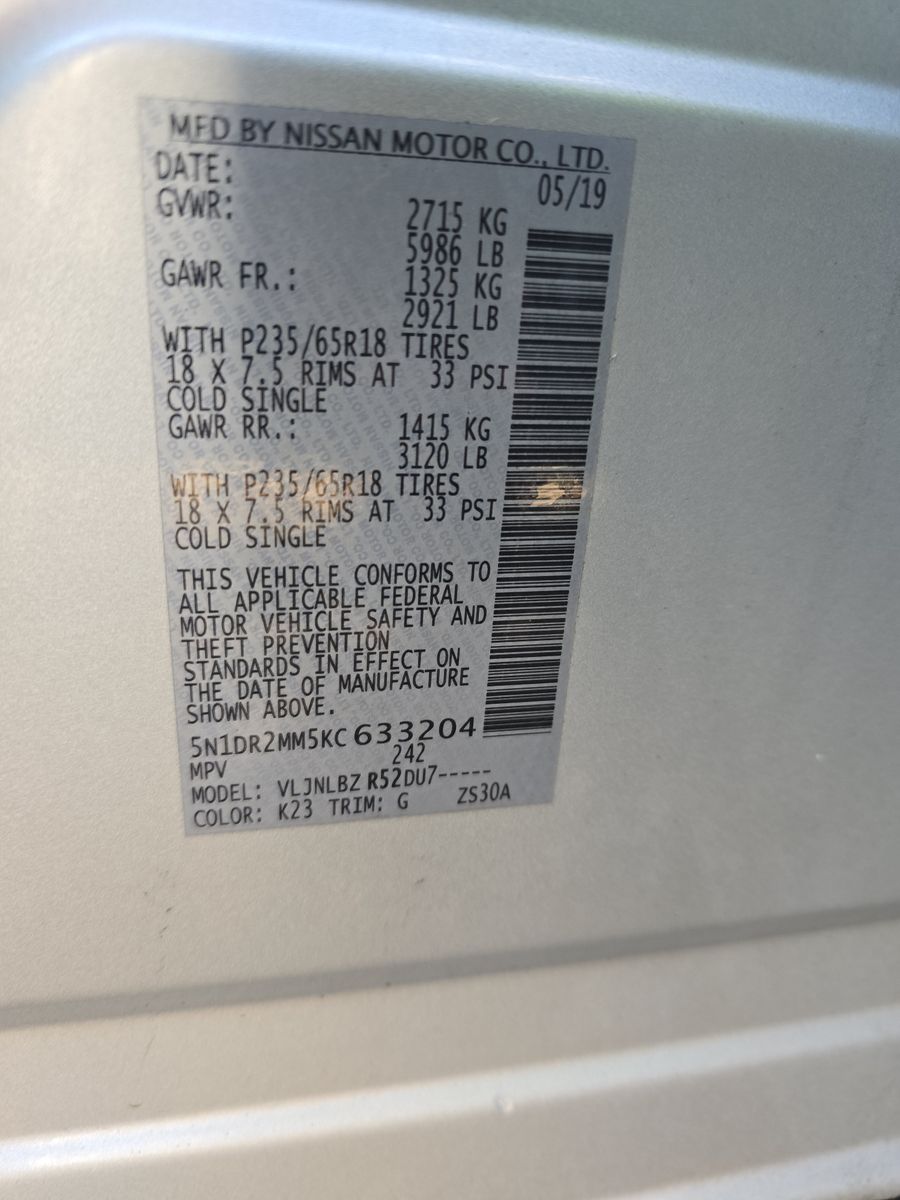 MFD BY NISSAN MOTOR CO., LTD.
DATE: 05/19
GVWR: 2715 KG
5986 LB
GAWR FR.: 1325 KG
2921 LB
WITH P235/65R18 TIRES
18 X 7.5 RIMS AT 33 PSI
COLD SINGLE
GAWR RR.: 1415 KG
3120 LB
WITH P235/65R18 TIRES
18 X 7.5 RIMS AT 33 PSI
COLD SINGLE
THIS VEHICLE CONFORMS TO
ALL APPLICABLE FEDERAL
MOTOR VEHICLE SAFETY AND
THEFT PREVENTION
STANDARDS IN EFFECT ON
THE DATE OF MANUFACTURE
SHOWN ABOVE.
5N1DR2MM5KC633204
MPV 242
MODEL: VLJNLBZ R52DU7-----
COLOR: K23 TRIM: G ZS30A